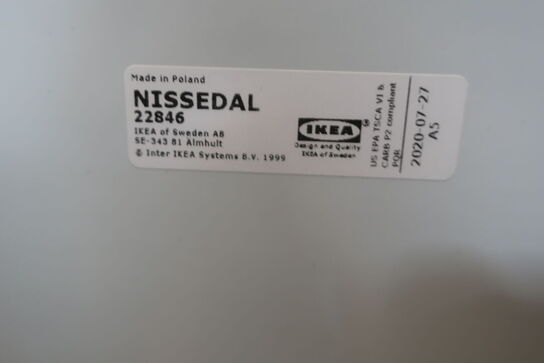 Made in Poland
NISSEDAL
22846
IKEA of Sweden AB
SE-343 81 Älmhult
© Inter IKEA Systems B.V. 1999
IKEA®
Design and Quality
IKEA of Sweden
US EPA TSCA VI &
CARB P2 compliant
PQR
2020-07-27
A5